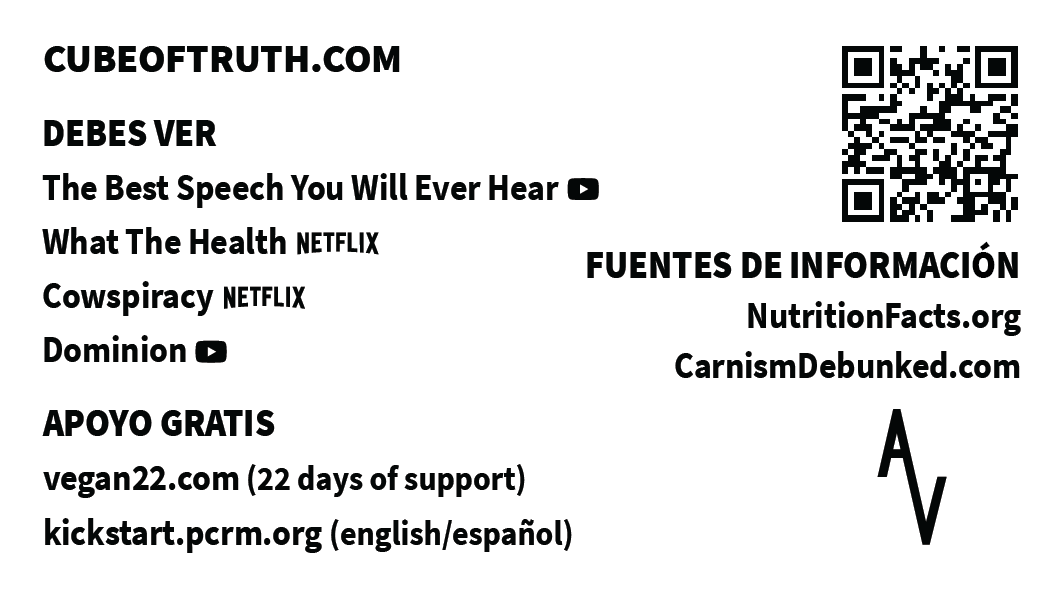 CUBEOFTRUTH.COM
DEBES VER
The Best Speech You Will Ever Hear
What The Health NETFLIX
Cowspiracy NETFLIX
Dominion
APOYO GRATIS
vegan22.com (22 days of support)
kickstart.pcrm.org (english/español)
FUENTES DE INFORMACIÓN
NutritionFacts.org
CarnismDebunked.com
AV